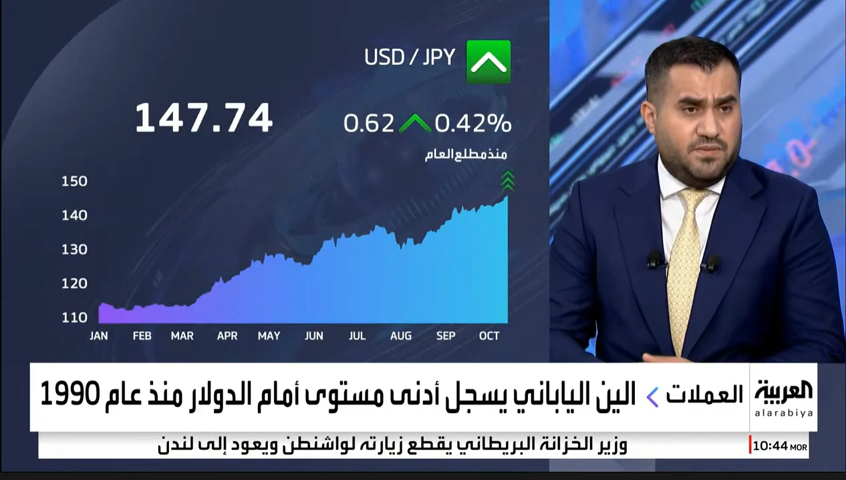 USD / JPY
147.74
0.62 0.42%
منذ مطلع العام
150
140
130
120
110
JAN FEB MAR APR MAY JUN JUL AUG SEP OCT
العربية
alarabiya
العملات
الين الياباني يسجل أدنى مستوى أمام الدولار منذ عام 1990
10:44 MOR
وزير الخزانة البريطاني يقطع زيارته لواشنطن ويعود إلى لندن